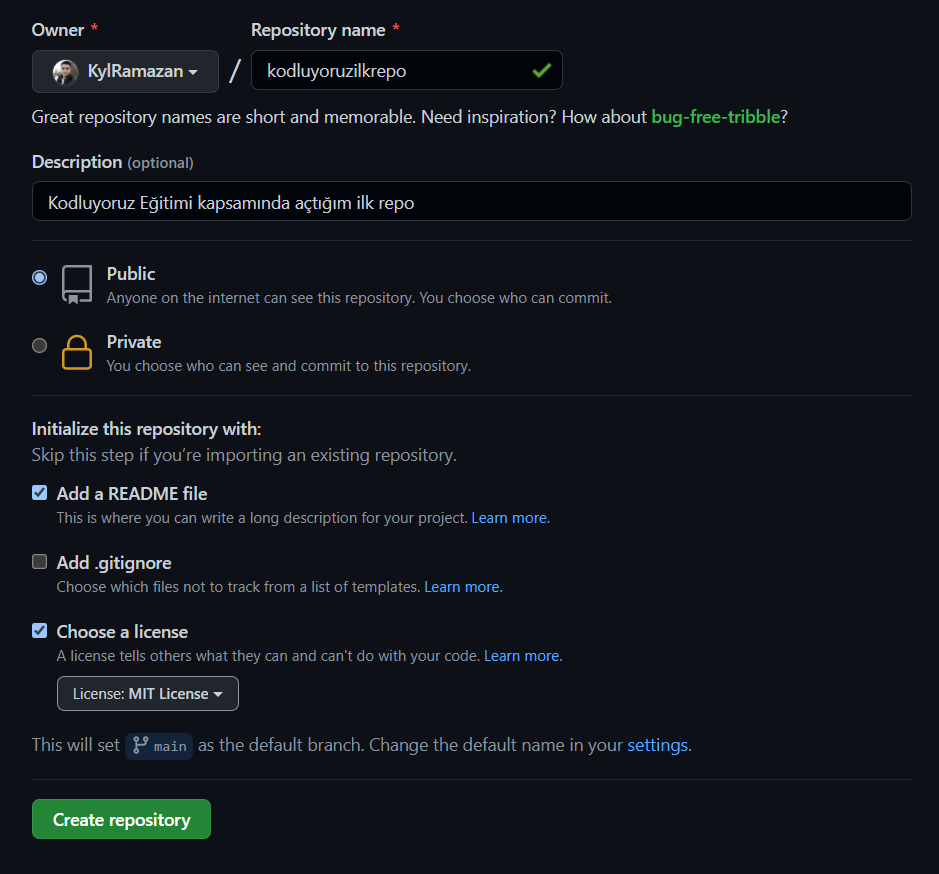 Owner *
Repository name *
KylRamazan
/
kodluyoruzilkrepo
Great repository names are short and memorable. Need inspiration? How about bug-free-tribble?
Description (optional)
Kodluyoruz Eğitimi kapsamında açtığım ilk repo
Public
Anyone on the internet can see this repository. You choose who can commit.
Private
You choose who can see and commit to this repository.
Initialize this repository with:
Skip this step if you’re importing an existing repository.
Add a README file
This is where you can write a long description for your project. Learn more.
Add .gitignore
Choose which files not to track from a list of templates. Learn more.
Choose a license
A license tells others what they can and can't do with your code. Learn more.
License: MIT License
This will set main as the default branch. Change the default name in your settings.
Create repository